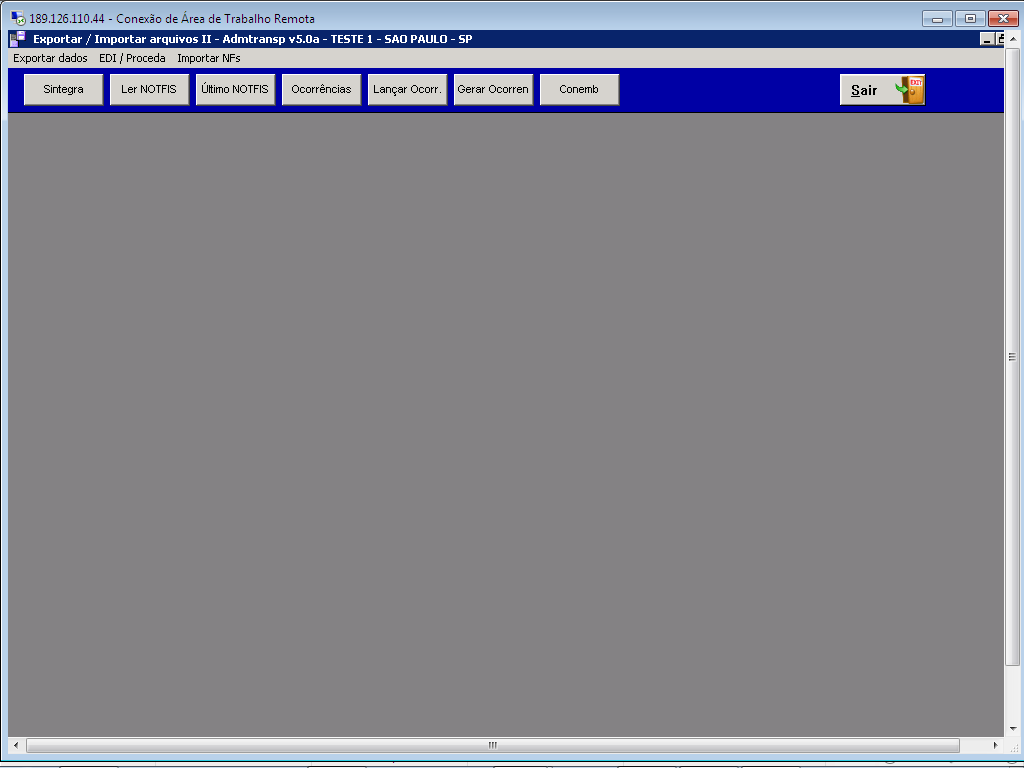 189.126.110.44 - Conexão de Área de Trabalho Remota
Exportar / Importar arquivos II - Admtransp v5.0a - TESTE 1 - SAO PAULO - SP
Exportar dados EDI / Proceda Importar NFs
Sintegra Ler NOTFIS Último NOTFIS Ocorrências Lançar Ocorr. Gerar Ocorren Conemb Sair EXIT